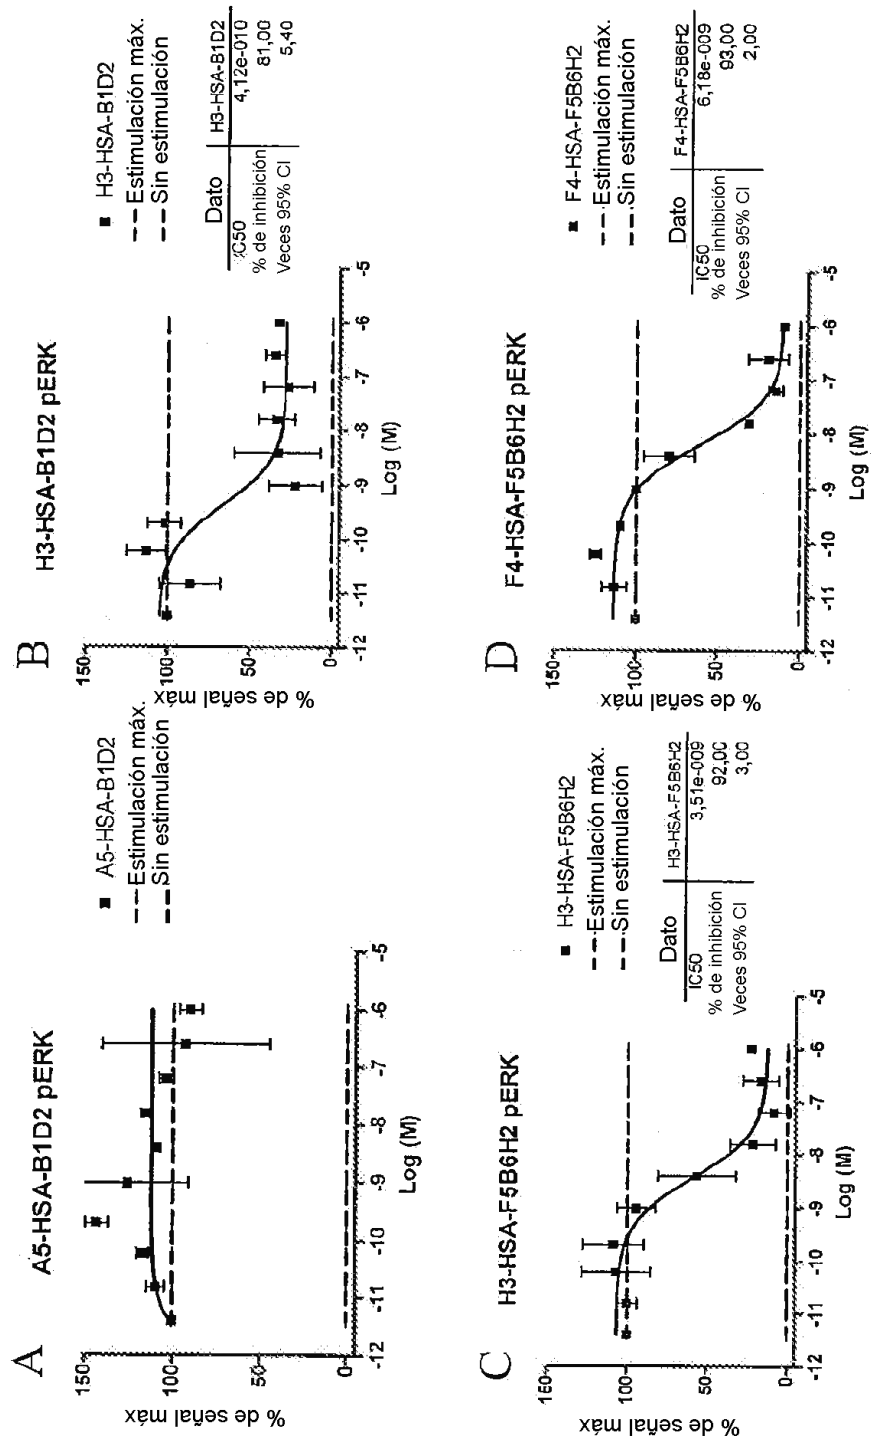 A
A5-HSA-B1D2 pERK
% de señal máx
150
100
50
0
-12
-11
-10
-9
-8
-7
-6
-5
Log (M)
A5-HSA-B1D2
Estimulación máx.
Sin estimulación
B
H3-HSA-B1D2 pERK
% de señal máx
150
100
50
0
-12
-11
-10
-9
-8
-7
-6
-5
Log (M)
H3-HSA-B1D2
Estimulación máx.
Sin estimulación
Dato H3-HSA-B1D2
IC50 4,12e-010
% de inhibición 81,00
Veces 95% CI 5,40
C
H3-HSA-F5B6H2 pERK
% de señal máx
150
100
50
0
-12
-11
-10
-9
-8
-7
-6
-5
Log (M)
H3-HSA-F5B6H2
Estimulación máx.
Sin estimulación
Dato H3-HSA-F5B6H2
IC50 3,51e-009
% de inhibición 92,00
Veces 95% CI 3,00
D
F4-HSA-F5B6H2 pERK
% de señal máx
150
100
50
0
-12
-11
-10
-9
-8
-7
-6
-5
Log (M)
F4-HSA-F5B6H2
Estimulación máx.
Sin estimulación
Dato F4-HSA-F5B6H2
IC50 6,18e-009
% de inhibición 93,00
Veces 95% CI 2,00